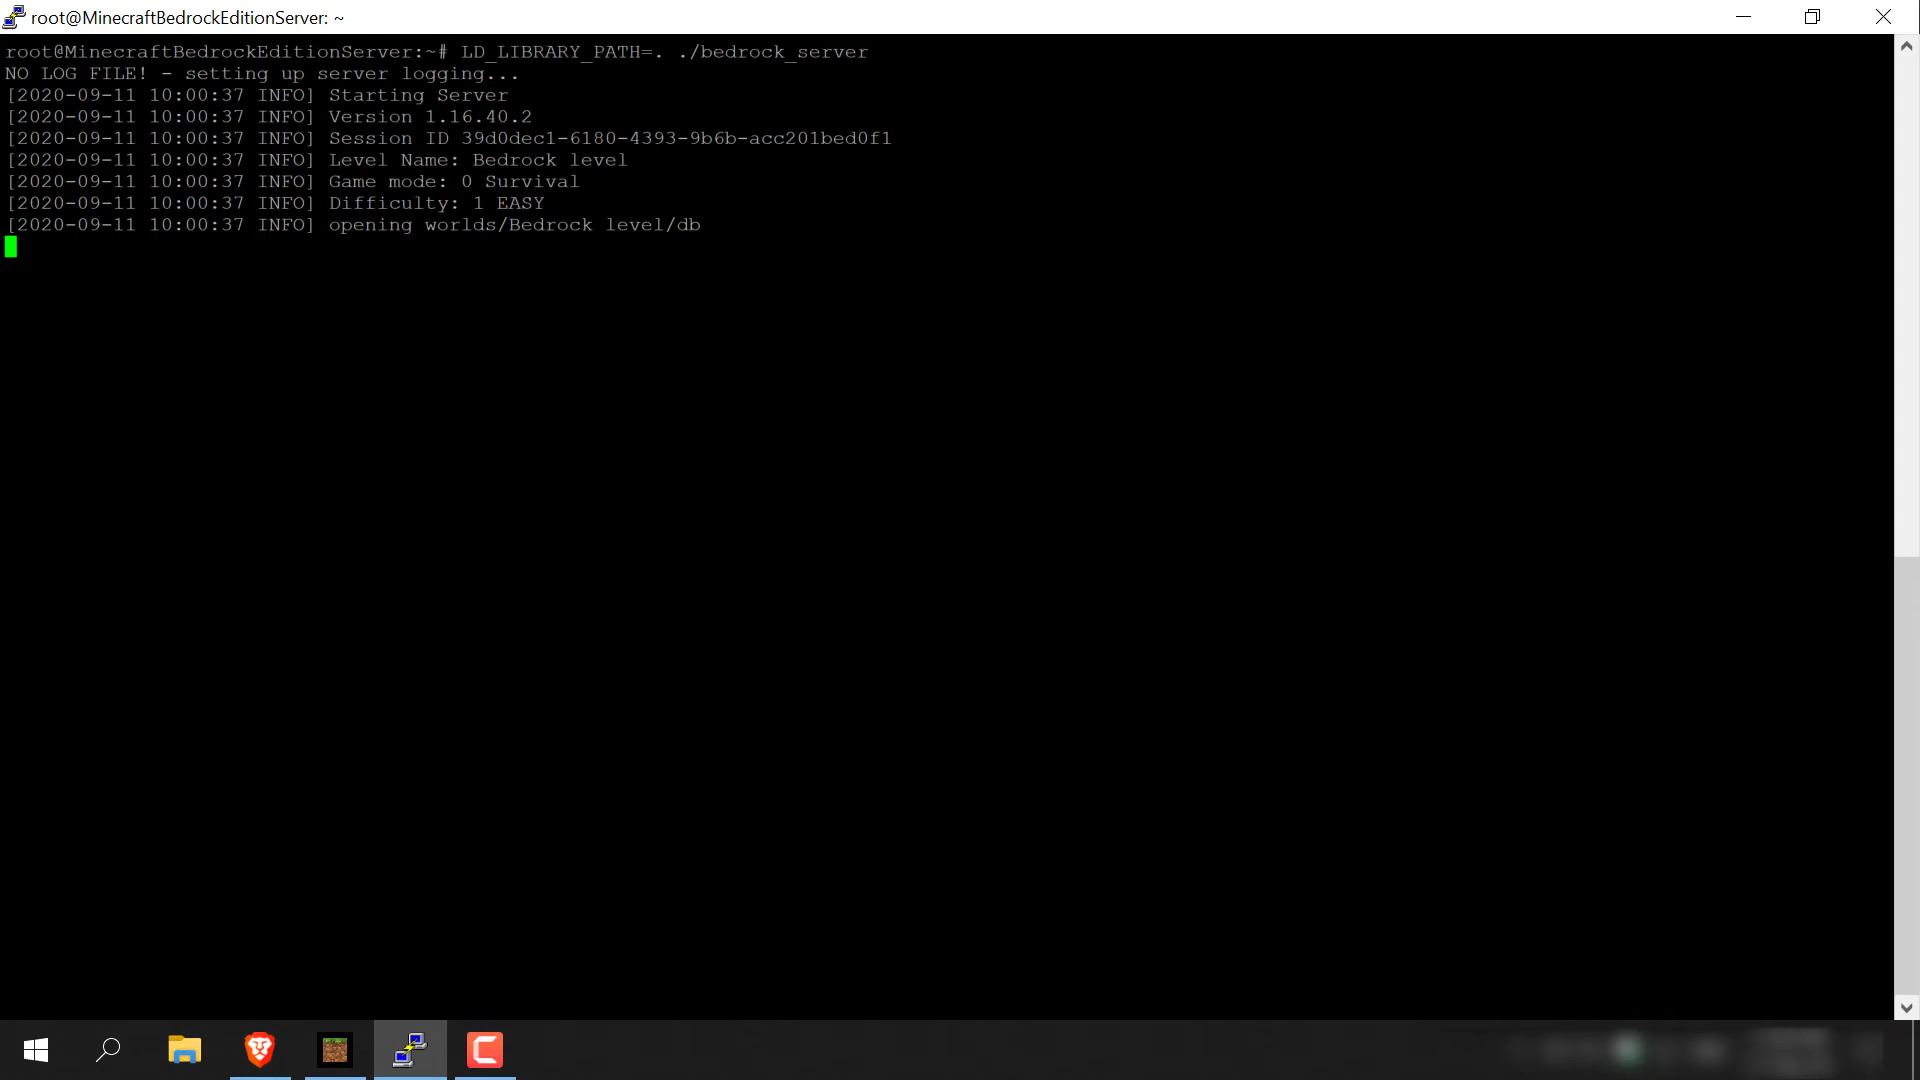 root@MinecraftBedrockEditionServer: ~
root@MinecraftBedrockEditionServer:~# LD_LIBRARY_PATH=. ./bedrock_server
NO LOG FILE! - setting up server logging...
[2020-09-11 10:00:37 INFO] Starting Server
[2020-09-11 10:00:37 INFO] Version 1.16.40.2
[2020-09-11 10:00:37 INFO] Session ID 39d0dec1-6180-4393-9b6b-acc201bed0f1
[2020-09-11 10:00:37 INFO] Level Name: Bedrock level
[2020-09-11 10:00:37 INFO] Game mode: 0 Survival
[2020-09-11 10:00:37 INFO] Difficulty: 1 EASY
[2020-09-11 10:00:37 INFO] opening worlds/Bedrock level/db